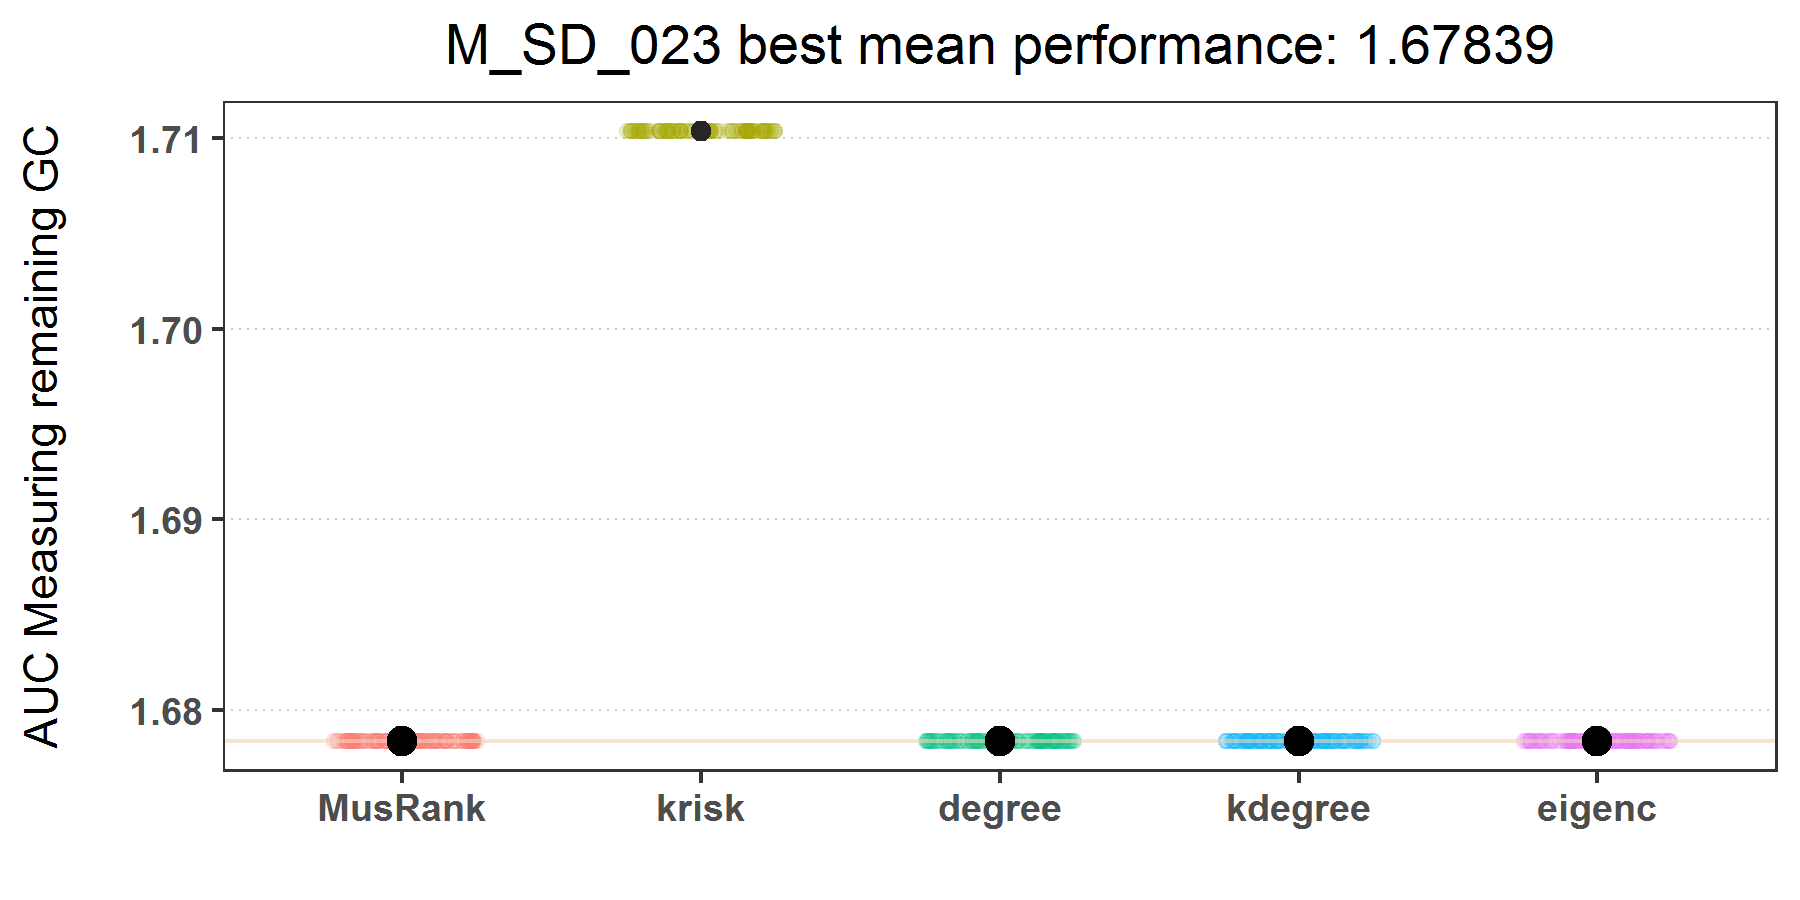 M_SD_023 best mean performance: 1.67839
AUC Measuring remaining GC
1.71
1.70
1.69
1.68
MusRank krisk degree kdegree eigenc